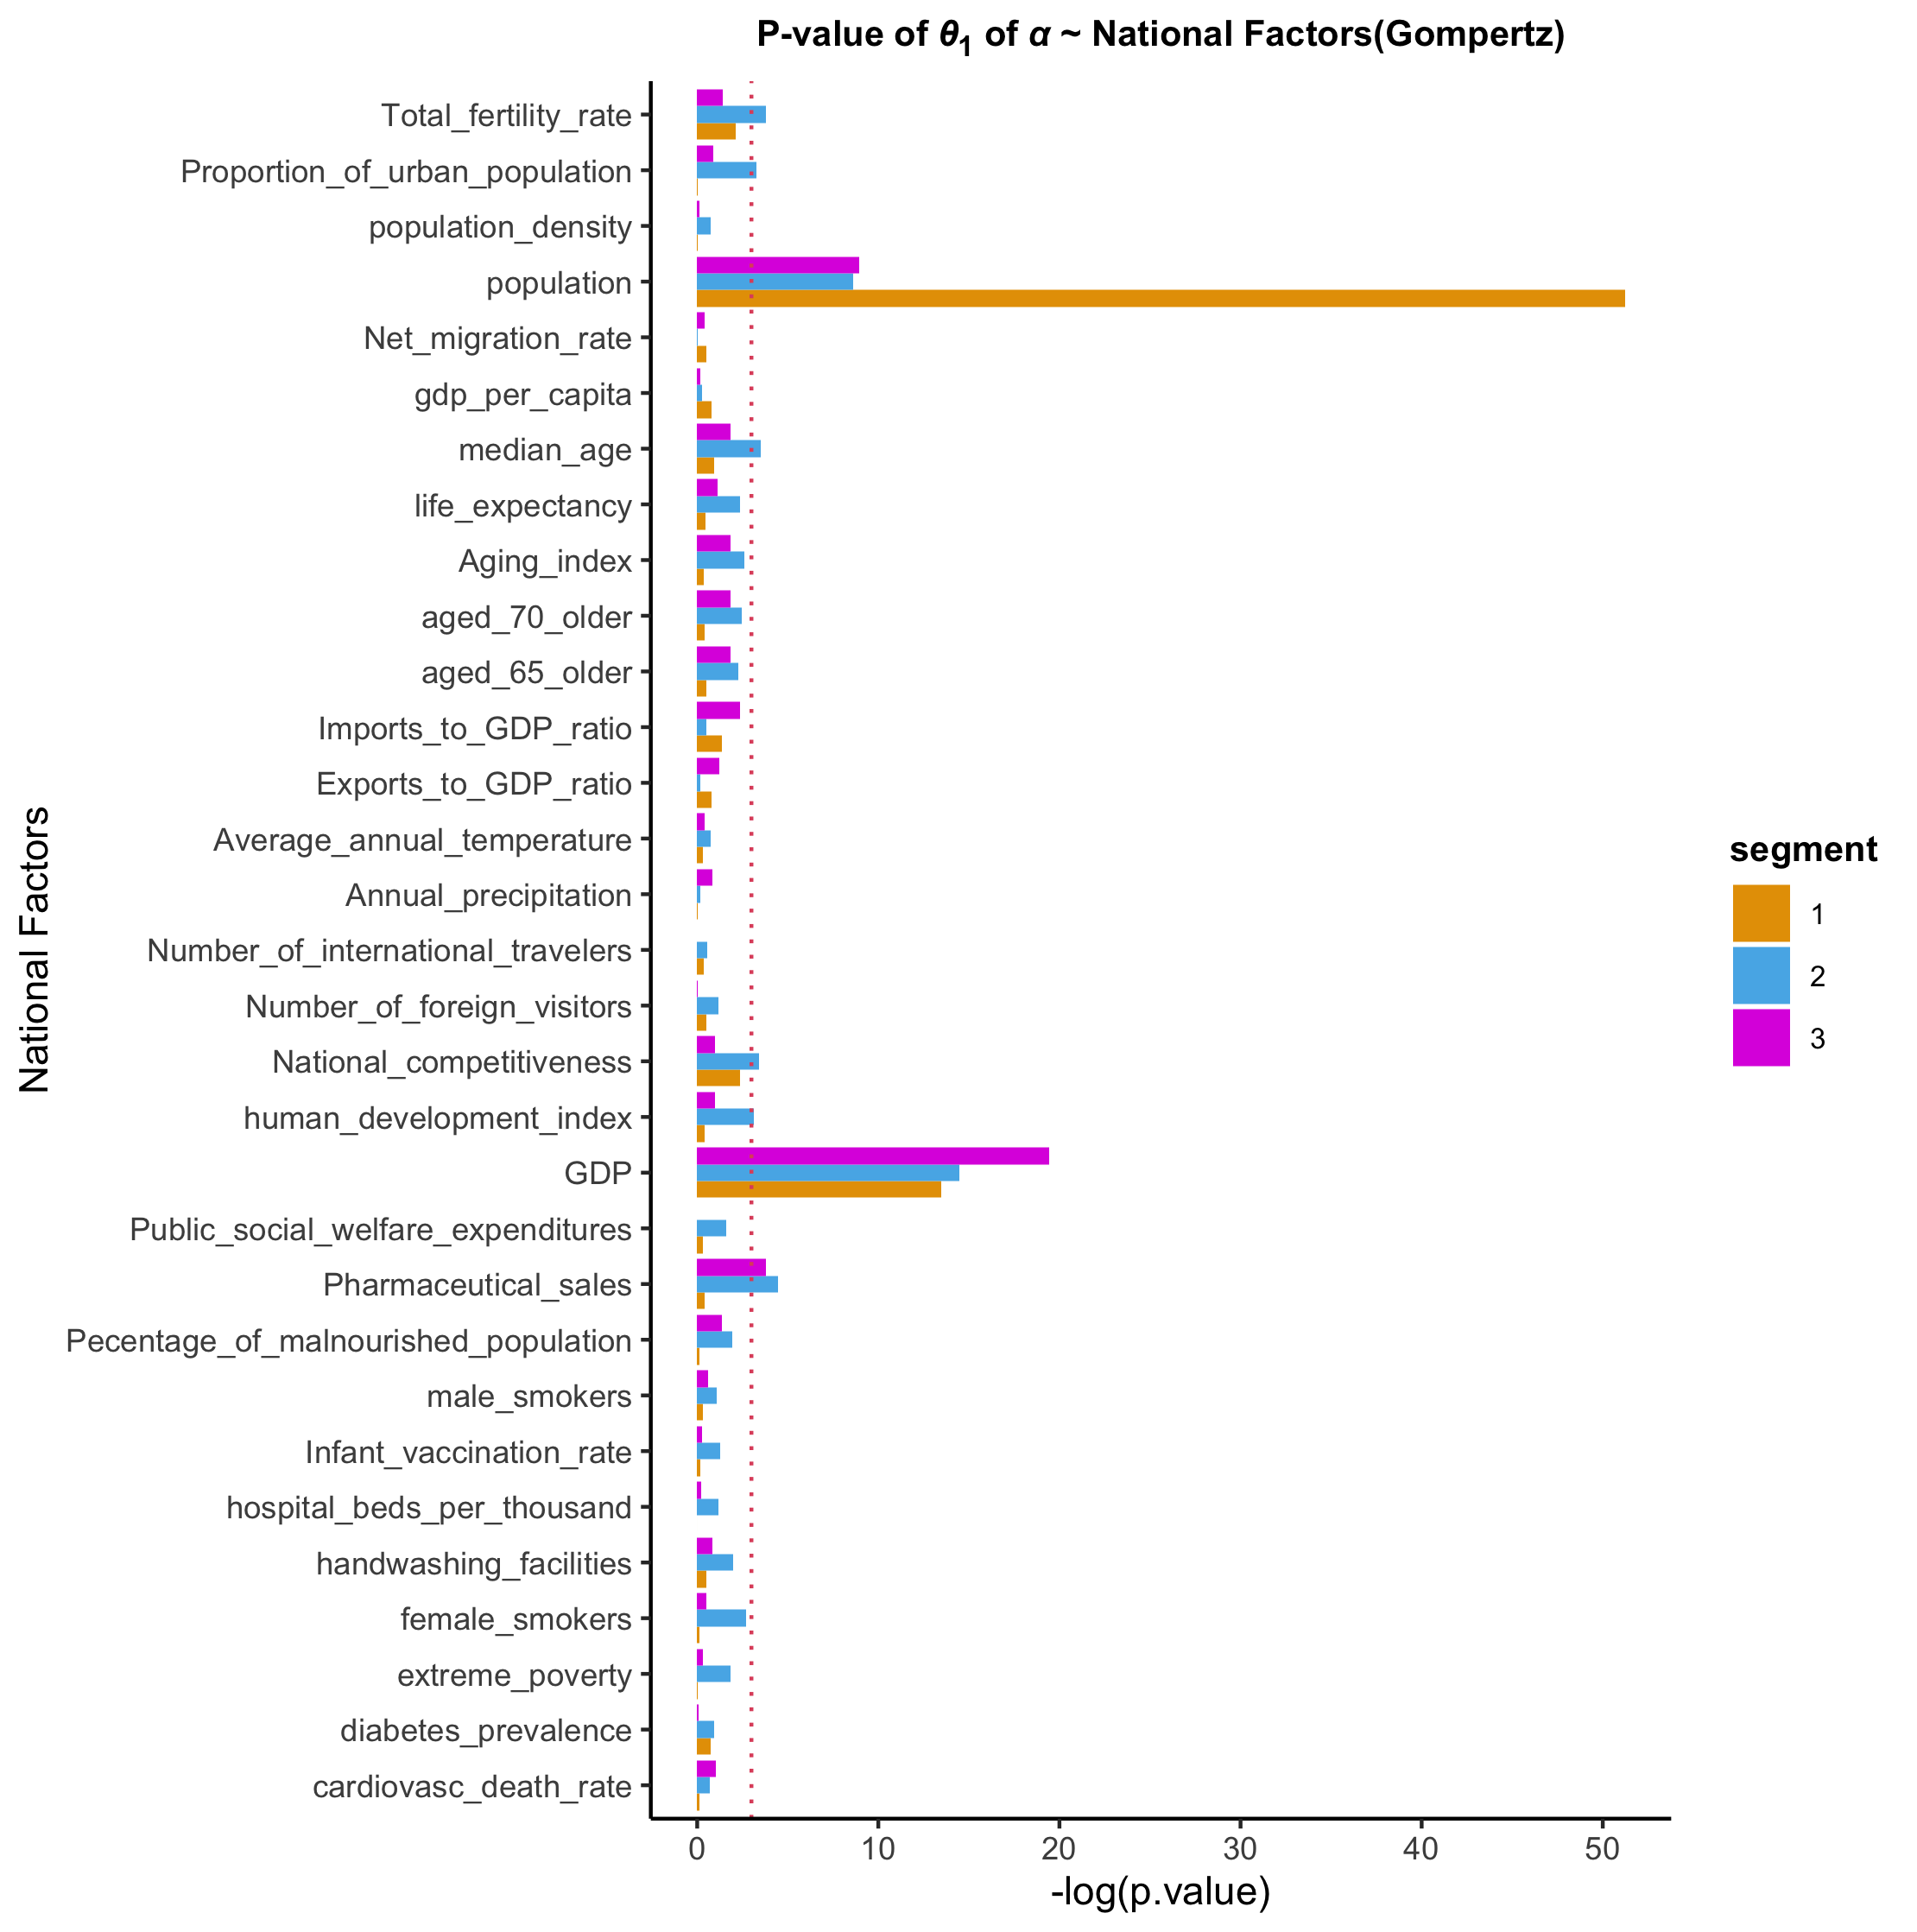 P-value of θ1 of α ~ National Factors(Gompertz)
Total_fertility_rate
Proportion_of_urban_population
population_density
population
Net_migration_rate
gdp_per_capita
median_age
life_expectancy
Aging_index
aged_70_older
aged_65_older
Imports_to_GDP_ratio
Exports_to_GDP_ratio
Average_annual_temperature
Annual_precipitation
Number_of_international_travelers
Number_of_foreign_visitors
National_competitiveness
human_development_index
GDP
Public_social_welfare_expenditures
Pharmaceutical_sales
Pecentage_of_malnourished_population
male_smokers
Infant_vaccination_rate
hospital_beds_per_thousand
handwashing_facilities
female_smokers
extreme_poverty
diabetes_prevalence
cardiovasc_death_rate
National Factors
0 10 20 30 40 50
-log(p.value)
segment
1
2
3